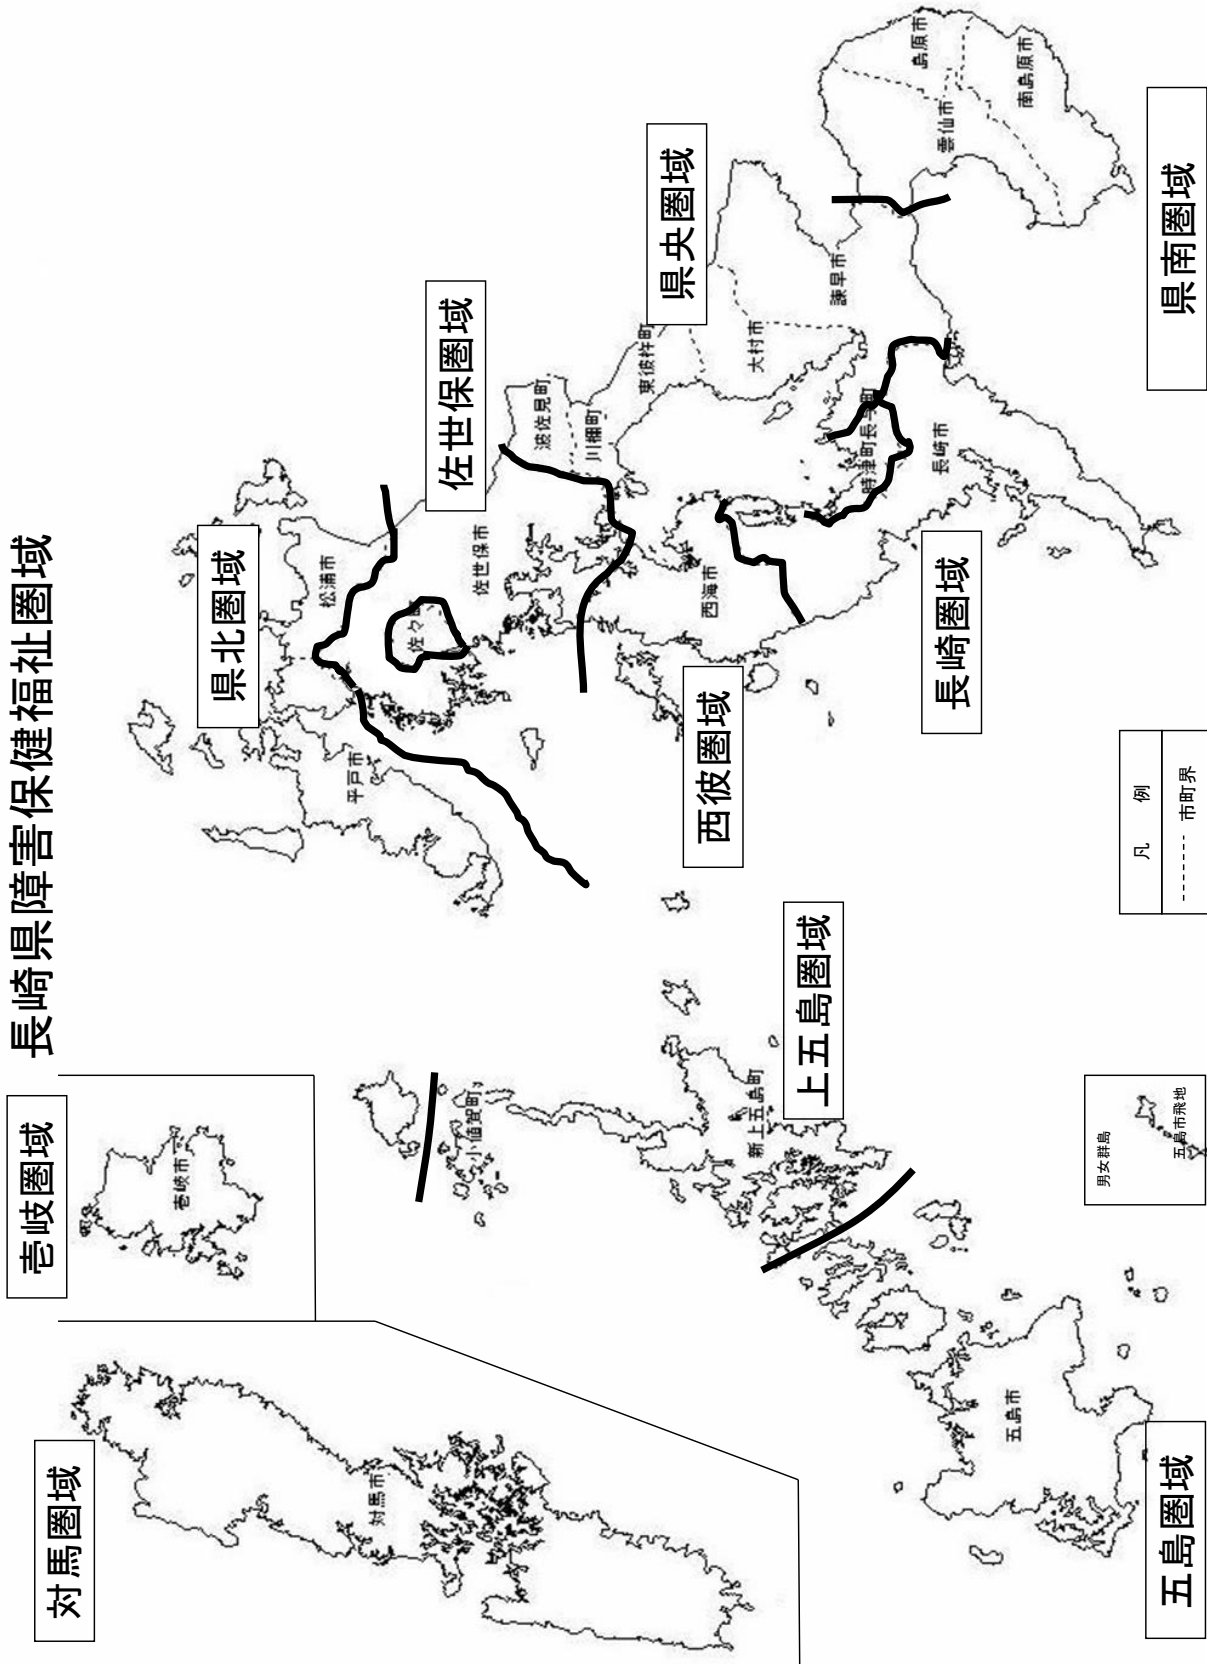 長崎県障害保健福祉圏域
対馬圏域
対馬市
壱岐圏域
壱岐市
県北圏域
松浦市
平戸市
佐世保圏域
佐世保市
佐々町
県央圏域
波佐見町
川棚町
東彼杵町
大村市
諫早市
西彼圏域
西海市
時津町
長与町
長崎圏域
長崎市
県南圏域
島原市
雲仙市
南島原市
上五島圏域
小値賀町
新上五島町
五島圏域
五島市
男女群島
五島市飛地
凡 例
------- 市町界